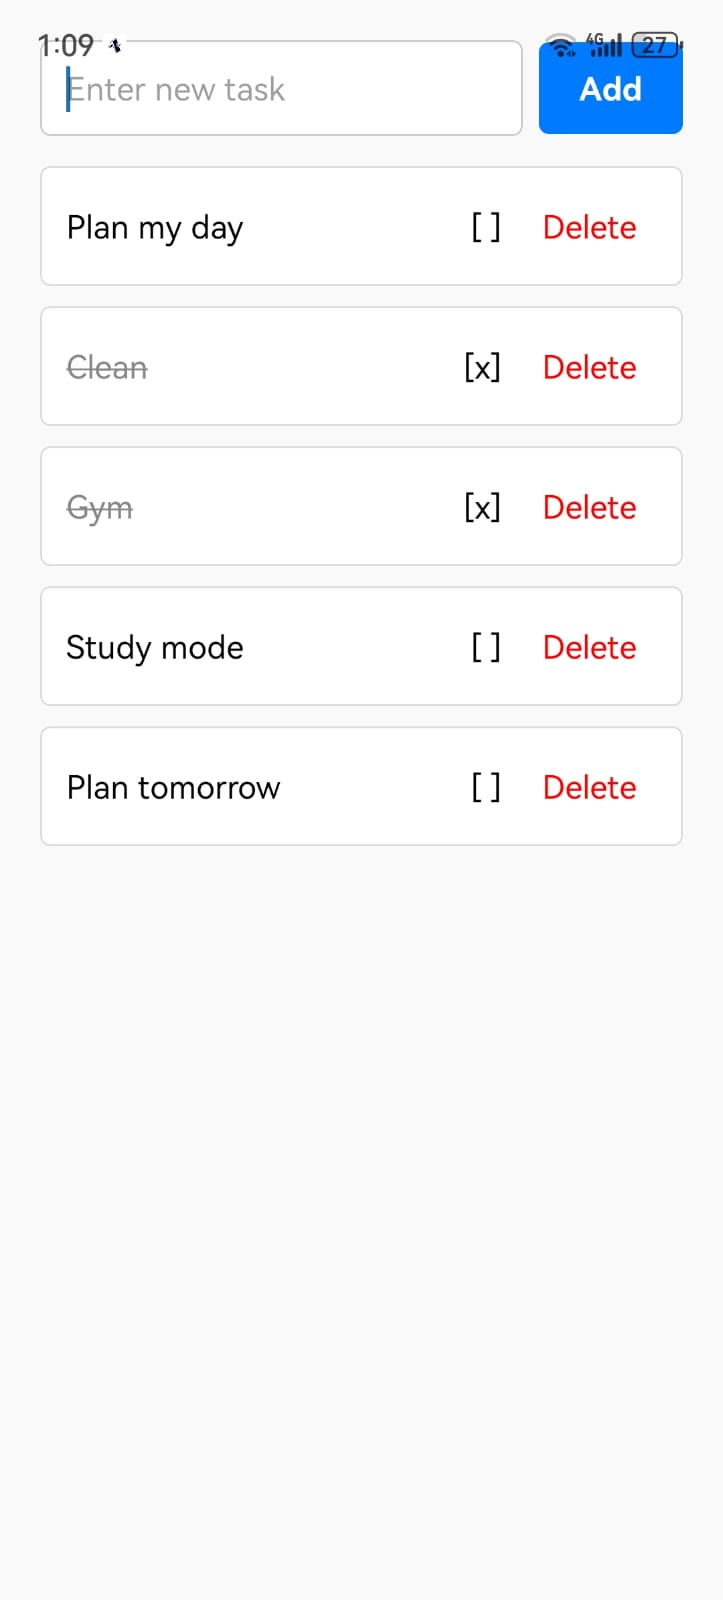 1:09 4G 27
Enter new task Add
Plan my day [ ] Delete
Clean [x] Delete
Gym [x] Delete
Study mode [ ] Delete
Plan tomorrow [ ] Delete